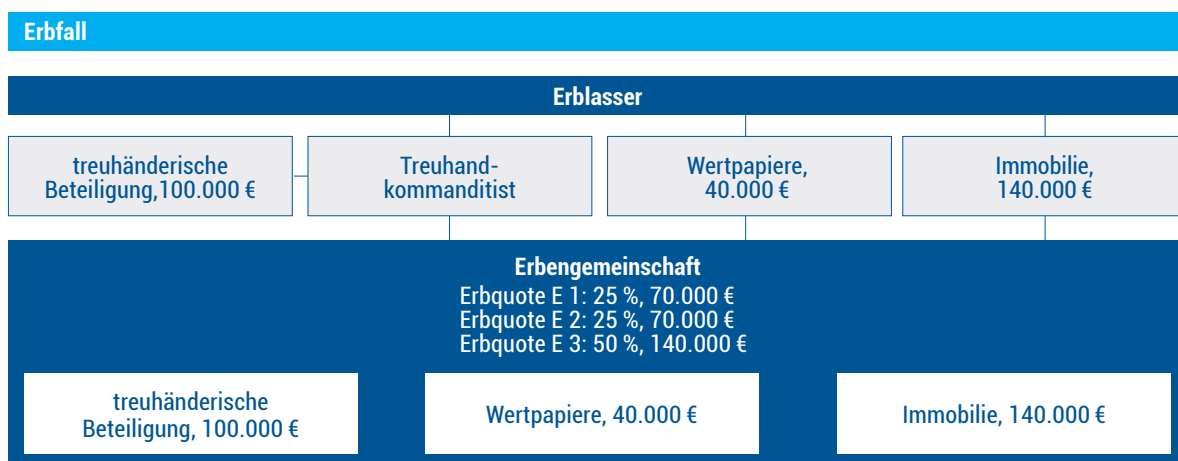 Erbfall
Erblasser
treuhänderische
Beteiligung,100.000 €
Treuhand-
kommanditist
Wertpapiere,
40.000 €
Immobilie,
140.000 €
Erbengemeinschaft
Erbquote E 1: 25 %, 70.000 €
Erbquote E 2: 25 %, 70.000 €
Erbquote E 3: 50 %, 140.000 €
treuhänderische
Beteiligung, 100.000 €
Wertpapiere, 40.000 €
Immobilie, 140.000 €